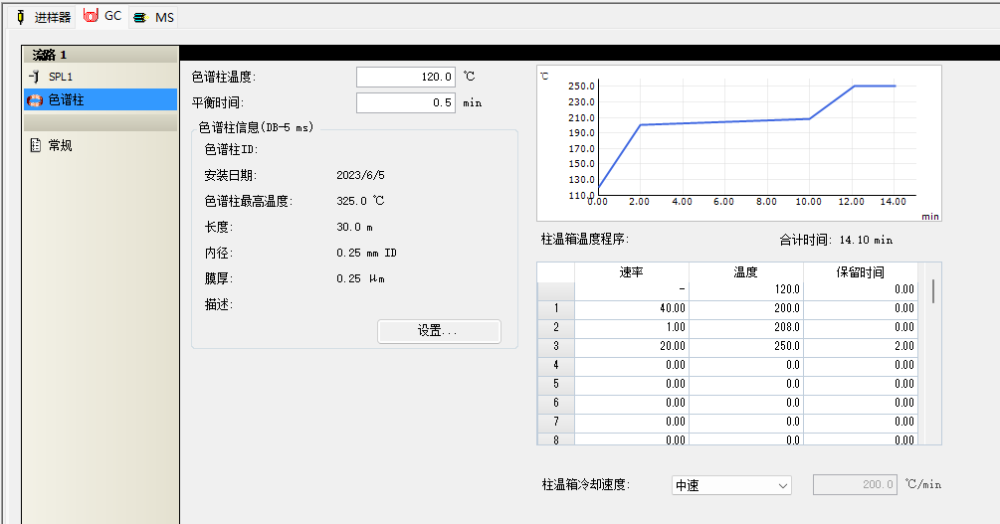 进样器 GC MS
流路 1
SPL1
色谱柱
常规
色谱柱温度: 120.0 ℃
平衡时间: 0.5 min
色谱柱信息(DB-5 ms)
色谱柱ID:
安装日期: 2023/6/5
色谱柱最高温度: 325.0 ℃
长度: 30.0 m
内径: 0.25 mm ID
膜厚: 0.25 μm
描述:
设置...
℃
250.0
230.0
210.0
190.0
170.0
150.0
130.0
110.0
0.00 2.00 4.00 6.00 8.00 10.00 12.00 14.00
min
柱温箱温度程序: 合计时间: 14.10 min
速率 温度 保留时间
- 120.0 0.00
1 40.00 200.0 0.00
2 1.00 208.0 0.00
3 20.00 250.0 2.00
4 0.00 0.0 0.00
5 0.00 0.0 0.00
6 0.00 0.0 0.00
7 0.00 0.0 0.00
8 0.00 0.0 0.00
柱温箱冷却速度: 中速 200.0 ℃/min